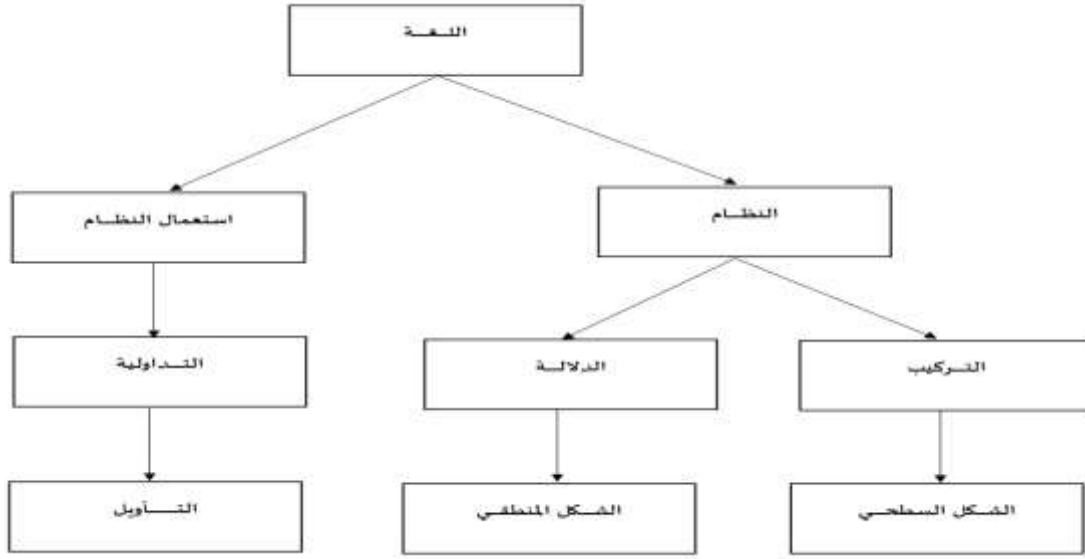 اللغة
النظام
استعمال النظام
التركيب
الدلالة
التداولية
الشكل السطحي
الشكل المنطقي
التأويل